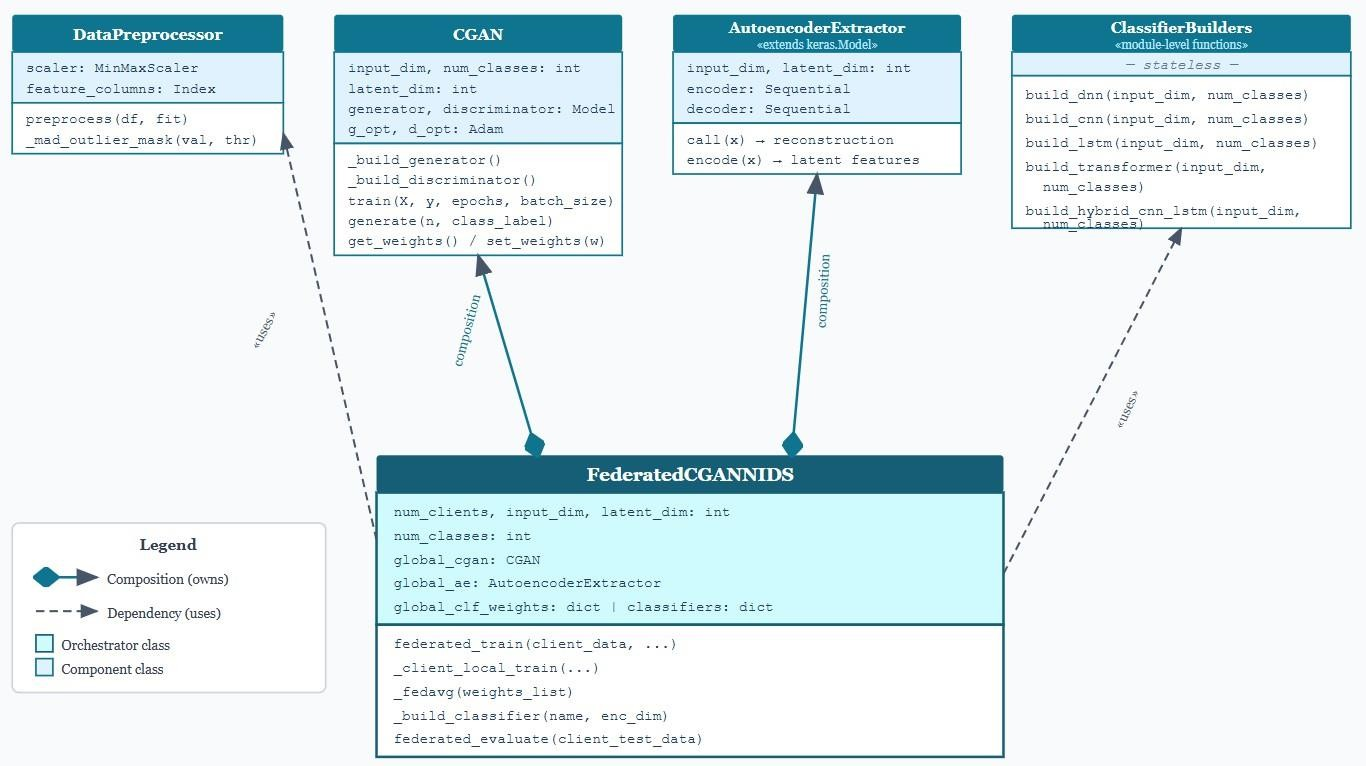 DataPreprocessor
scaler: MinMaxScaler
feature_columns: Index
preprocess(df, fit)
_mad_outlier_mask(val, thr)
CGAN
input_dim, num_classes: int
latent_dim: int
generator, discriminator: Model
g_opt, d_opt: Adam
_build_generator()
_build_discriminator()
train(X, y, epochs, batch_size)
generate(n, class_label)
get_weights() / set_weights(w)
AutoencoderExtractor
«extends keras.Model»
input_dim, latent_dim: int
encoder: Sequential
decoder: Sequential
call(x) → reconstruction
encode(x) → latent features
ClassifierBuilders
«module-level functions»
— stateless —
build_dnn(input_dim, num_classes)
build_cnn(input_dim, num_classes)
build_lstm(input_dim, num_classes)
build_transformer(input_dim,
num_classes)
build_hybrid_cnn_lstm(input_dim,
num_classes)
«uses»
composition
composition
«uses»
FederatedCGANNIDS
num_clients, input_dim, latent_dim: int
num_classes: int
global_cgan: CGAN
global_ae: AutoencoderExtractor
global_clf_weights: dict | classifiers: dict
federated_train(client_data, ...)
_client_local_train(...)
_fedavg(weights_list)
_build_classifier(name, enc_dim)
federated_evaluate(client_test_data)
Legend
Composition (owns)
Dependency (uses)
Orchestrator class
Component class